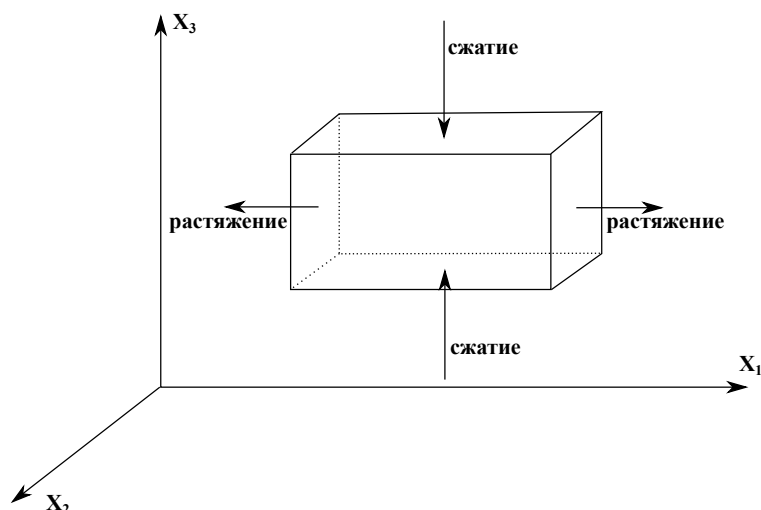 X₃
сжатие
растяжение
растяжение
сжатие
X₁
X₂